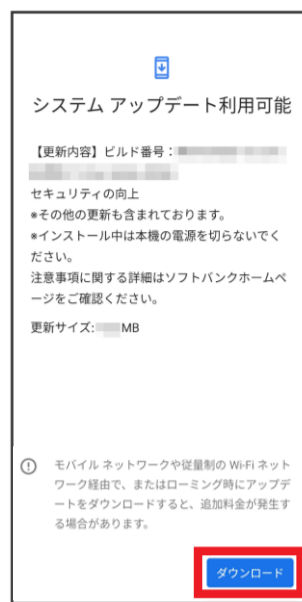 システム アップデート利用可能
【更新内容】ビルド番号：
セキュリティの向上
※その他の更新も含まれております。
※インストール中は本機の電源を切らないでく
ださい。
注意事項に関する詳細はソフトバンクホームペ
ージをご確認ください。
更新サイズ: MB
モバイル ネットワークや従量制の Wi-Fi ネット
ワーク経由で、またはローミング時にアップデ
ートをダウンロードすると、追加料金が発生す
る場合があります。
ダウンロード